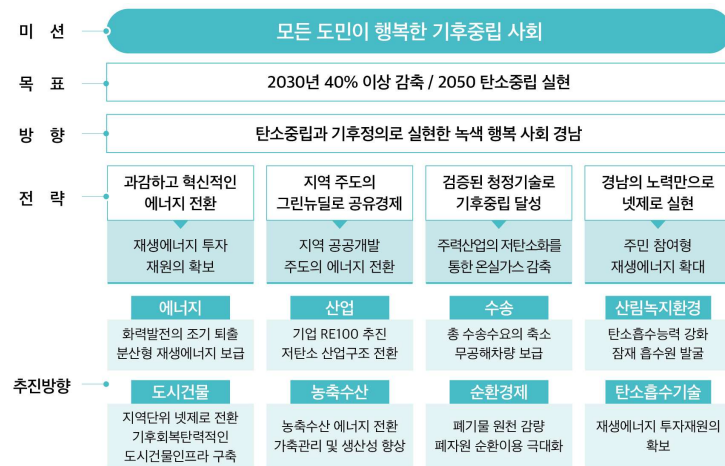 미 션
모든 도민이 행복한 기후중립 사회
목 표
2030년 40% 이상 감축 / 2050 탄소중립 실현
방 향
탄소중립과 기후정의로 실현한 녹색 행복 사회 경남
전 략
과감하고 혁신적인
에너지 전환
재생에너지 투자
재원의 확보
지역 주도의
그린뉴딜로 공유경제
지역 공공개발
주도의 에너지 전환
검증된 청정기술로
기후중립 달성
주력산업의 저탄소화를
통한 온실가스 감축
경남의 노력만으로
넷제로 실현
주민 참여형
재생에너지 확대
추진방향
에너지
화력발전의 조기 퇴출
분산형 재생에너지 보급
산업
기업 RE100 추진
저탄소 산업구조 전환
수송
총 수송수요의 축소
무공해차량 보급
산림녹지환경
탄소흡수능력 강화
잠재 흡수원 발굴
도시건물
지역단위 넷제로 전환
기후회복탄력적인
도시건물인프라 구축
농축수산
농축수산 에너지 전환
가축관리 및 생산성 향상
순환경제
폐기물 원천 감량
폐자원 순환이용 극대화
탄소흡수기술
재생에너지 투자재원의
확보